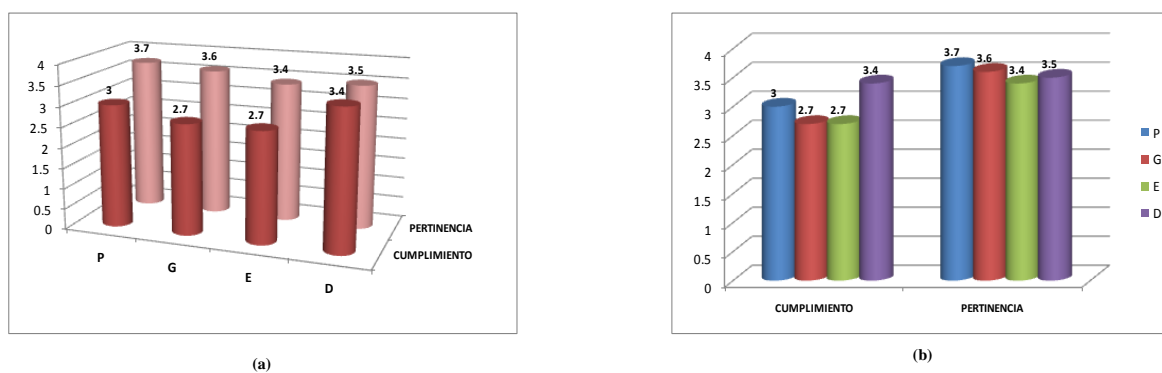 4
3.5
3
2.5
2
1.5
1
0.5
0
3.7
3.6
3.4
3.5
3
2.7
2.7
3.4
P
G
E
D
PERTINENCIA
CUMPLIMIENTO
(a)
4
3.5
3
2.5
2
1.5
1
0.5
0
3
2.7
2.7
3.4
3.7
3.6
3.4
3.5
CUMPLIMIENTO
PERTINENCIA
P
G
E
D
(b)